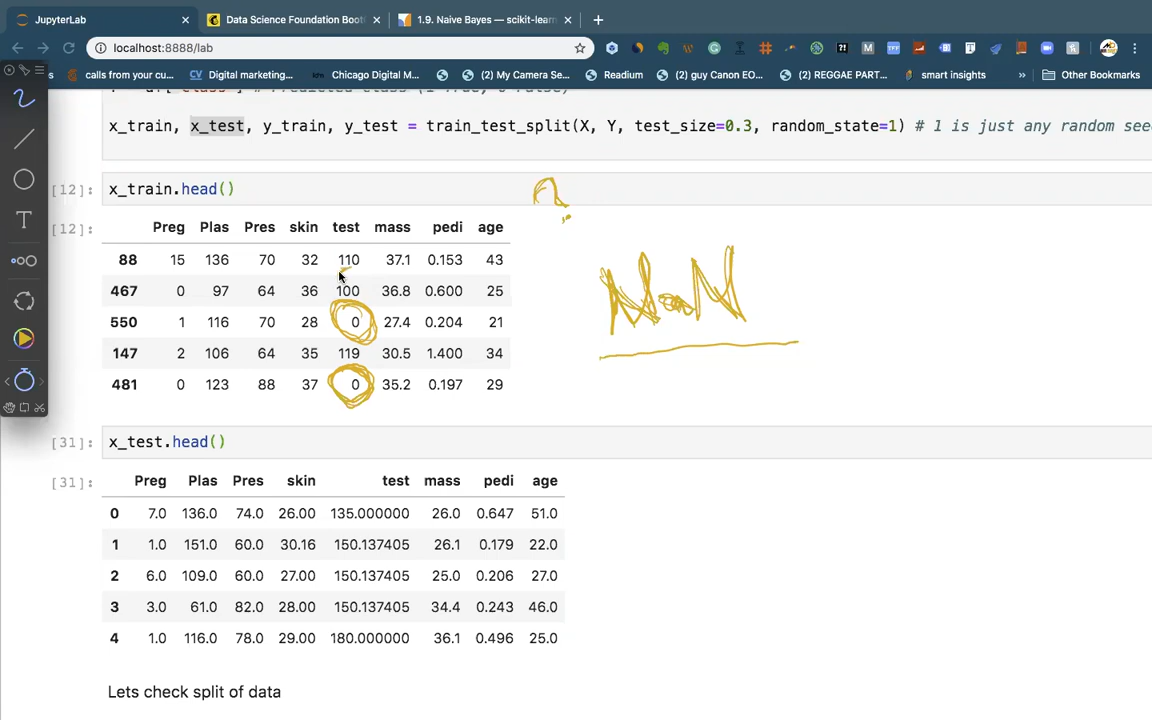 JupyterLab Data Science Foundation Boot 1.9. Naive Bayes — scikit-learn
localhost:8888/lab
calls from your cu... CV Digital marketing... Chicago Digital M... (2) My Camera Se... Readium (2) guy Canon EO... (2) REGGAE PART... smart insights » Other Bookmarks
x_train, x_test, y_train, y_test = train_test_split(X, Y, test_size=0.3, random_state=1) # 1 is just any random see
[12]: x_train.head()
[12]: Preg Plas Pres skin test mass pedi age
88 15 136 70 32 110 37.1 0.153 43
467 0 97 64 36 100 36.8 0.600 25
550 1 116 70 28 0 27.4 0.204 21
147 2 106 64 35 119 30.5 1.400 34
481 0 123 88 37 0 35.2 0.197 29
NaN
[31]: x_test.head()
[31]: Preg Plas Pres skin test mass pedi age
0 7.0 136.0 74.0 26.00 135.000000 26.0 0.647 51.0
1 1.0 151.0 60.0 30.16 150.137405 26.1 0.179 22.0
2 6.0 109.0 60.0 27.00 150.137405 25.0 0.206 27.0
3 3.0 61.0 82.0 28.00 150.137405 34.4 0.243 46.0
4 1.0 116.0 78.0 29.00 180.000000 36.1 0.496 25.0
Lets check split of data